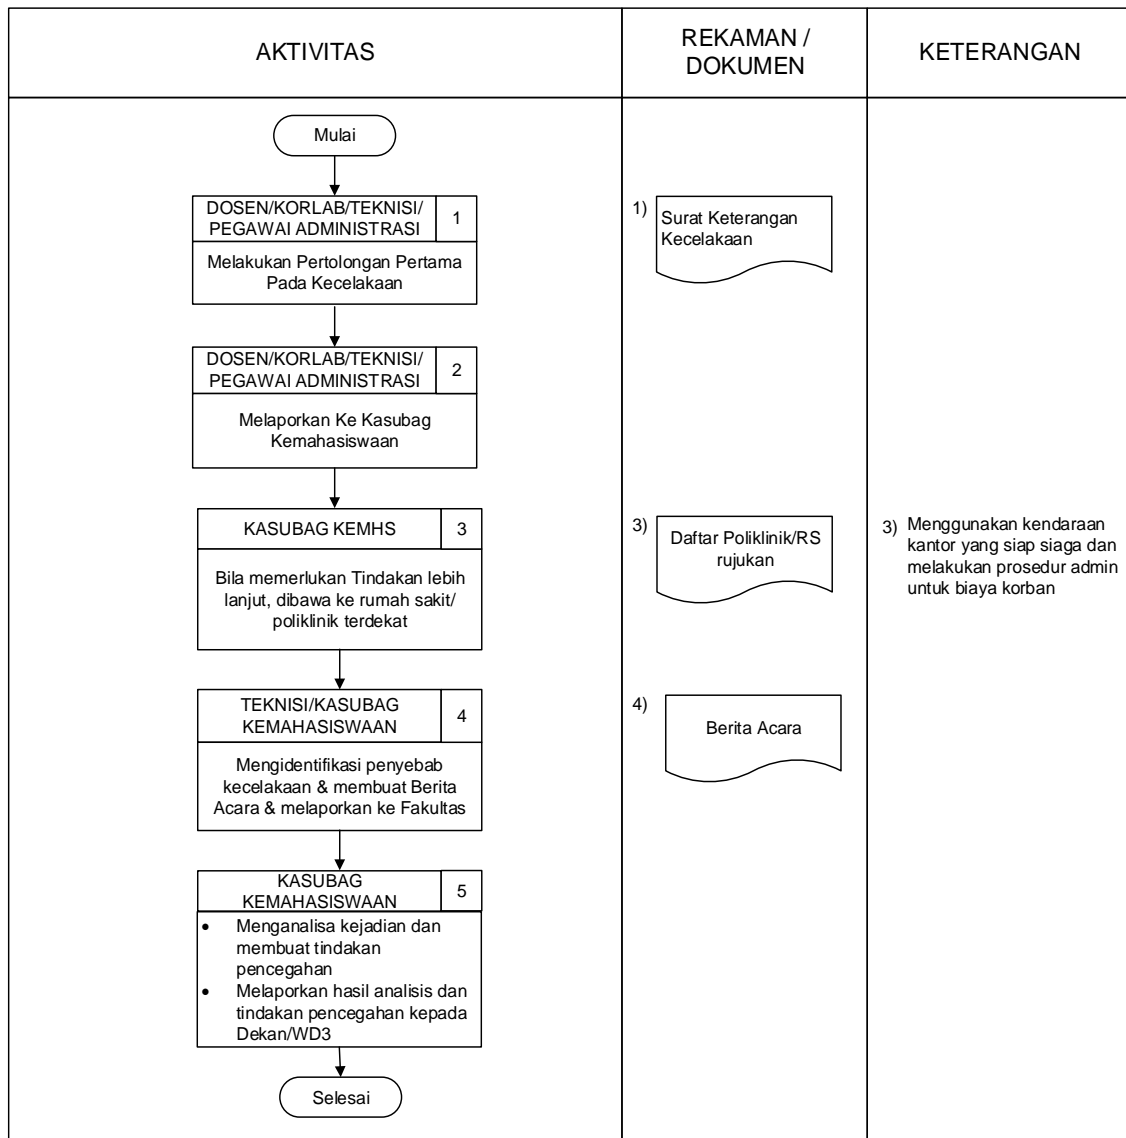 AKTIVITAS
REKAMAN /
DOKUMEN
KETERANGAN
Mulai
DOSEN/KORLAB/TEKNISI/
PEGAWAI ADMINISTRASI
1
Melakukan Pertolongan Pertama
Pada Kecelakaan
1)
Surat Keterangan
Kecelakaan
DOSEN/KORLAB/TEKNISI/
PEGAWAI ADMINISTRASI
2
Melaporkan Ke Kasubag
Kemahasiswaan
KASUBAG KEMHS
3
Bila memerlukan Tindakan lebih
lanjut, dibawa ke rumah sakit/
poliklinik terdekat
3)
Daftar Poliklinik/RS
rujukan
3)
Menggunakan kendaraan
kantor yang siap siaga dan
melakukan prosedur admin
untuk biaya korban
TEKNISI/KASUBAG
KEMAHASISWAAN
4
Mengidentifikasi penyebab
kecelakaan & membuat Berita
Acara & melaporkan ke Fakultas
4)
Berita Acara
KASUBAG
KEMAHASISWAAN
5
• Menganalisa kejadian dan
membuat tindakan
pencegahan
• Melaporkan hasil analisis dan
tindakan pencegahan kepada
Dekan/WD3
Selesai